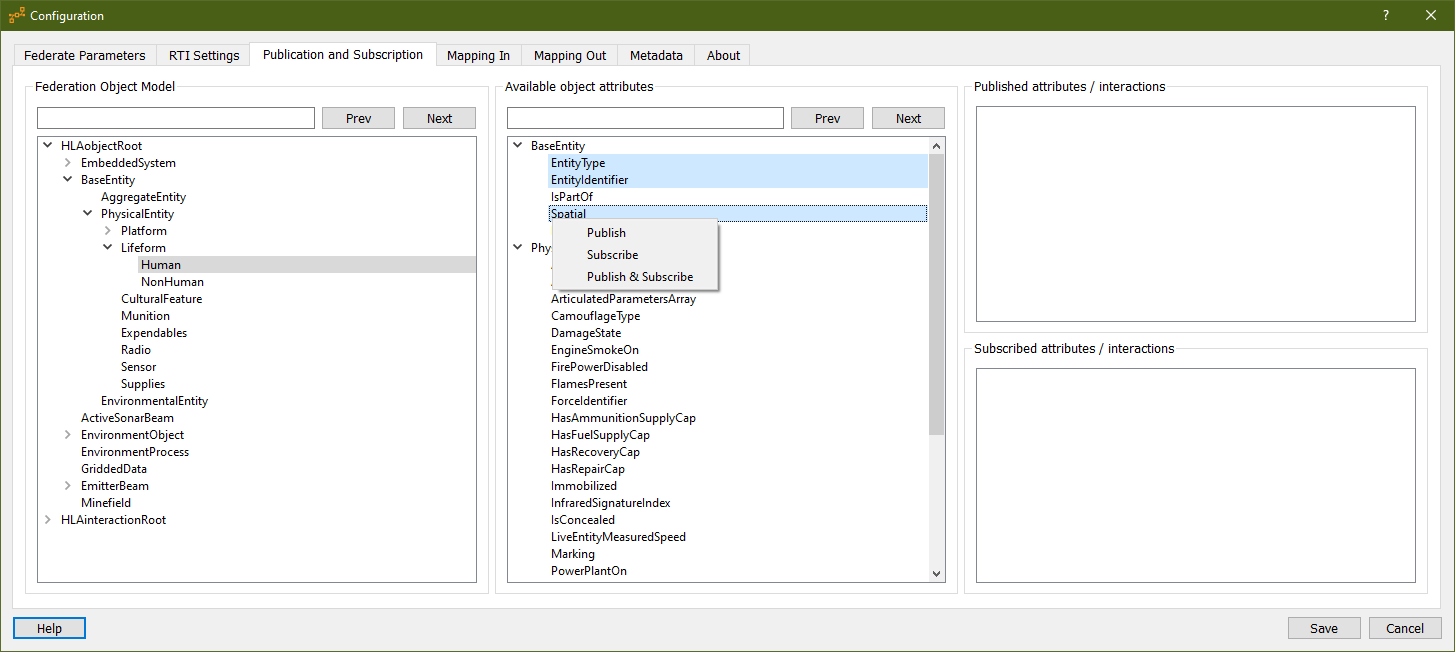 Configuration
?
Federate Parameters
RTI Settings
Publication and Subscription
Mapping In
Mapping Out
Metadata
About
Federation Object Model
Prev
Next
HLAobjectRoot
EmbeddedSystem
BaseEntity
AggregateEntity
PhysicalEntity
Platform
Lifeform
Human
NonHuman
CulturalFeature
Munition
Expendables
Radio
Sensor
Supplies
EnvironmentalEntity
ActiveSonarBeam
EnvironmentObject
EnvironmentProcess
GriddedData
EmitterBeam
Minefield
HLAinteractionRoot
Available object attributes
Prev
Next
BaseEntity
EntityType
EntityIdentifier
IsPartOf
Spatial
Publish
Subscribe
Publish & Subscribe
Phy
ArticulatedParametersArray
CamouflageType
DamageState
EngineSmokeOn
FirePowerDisabled
FlamesPresent
ForceIdentifier
HasAmmunitionSupplyCap
HasFuelSupplyCap
HasRecoveryCap
HasRepairCap
Immobilized
InfraredSignatureIndex
IsConcealed
LiveEntityMeasuredSpeed
Marking
PowerPlantOn
Published attributes / interactions
Subscribed attributes / interactions
Help
Save
Cancel